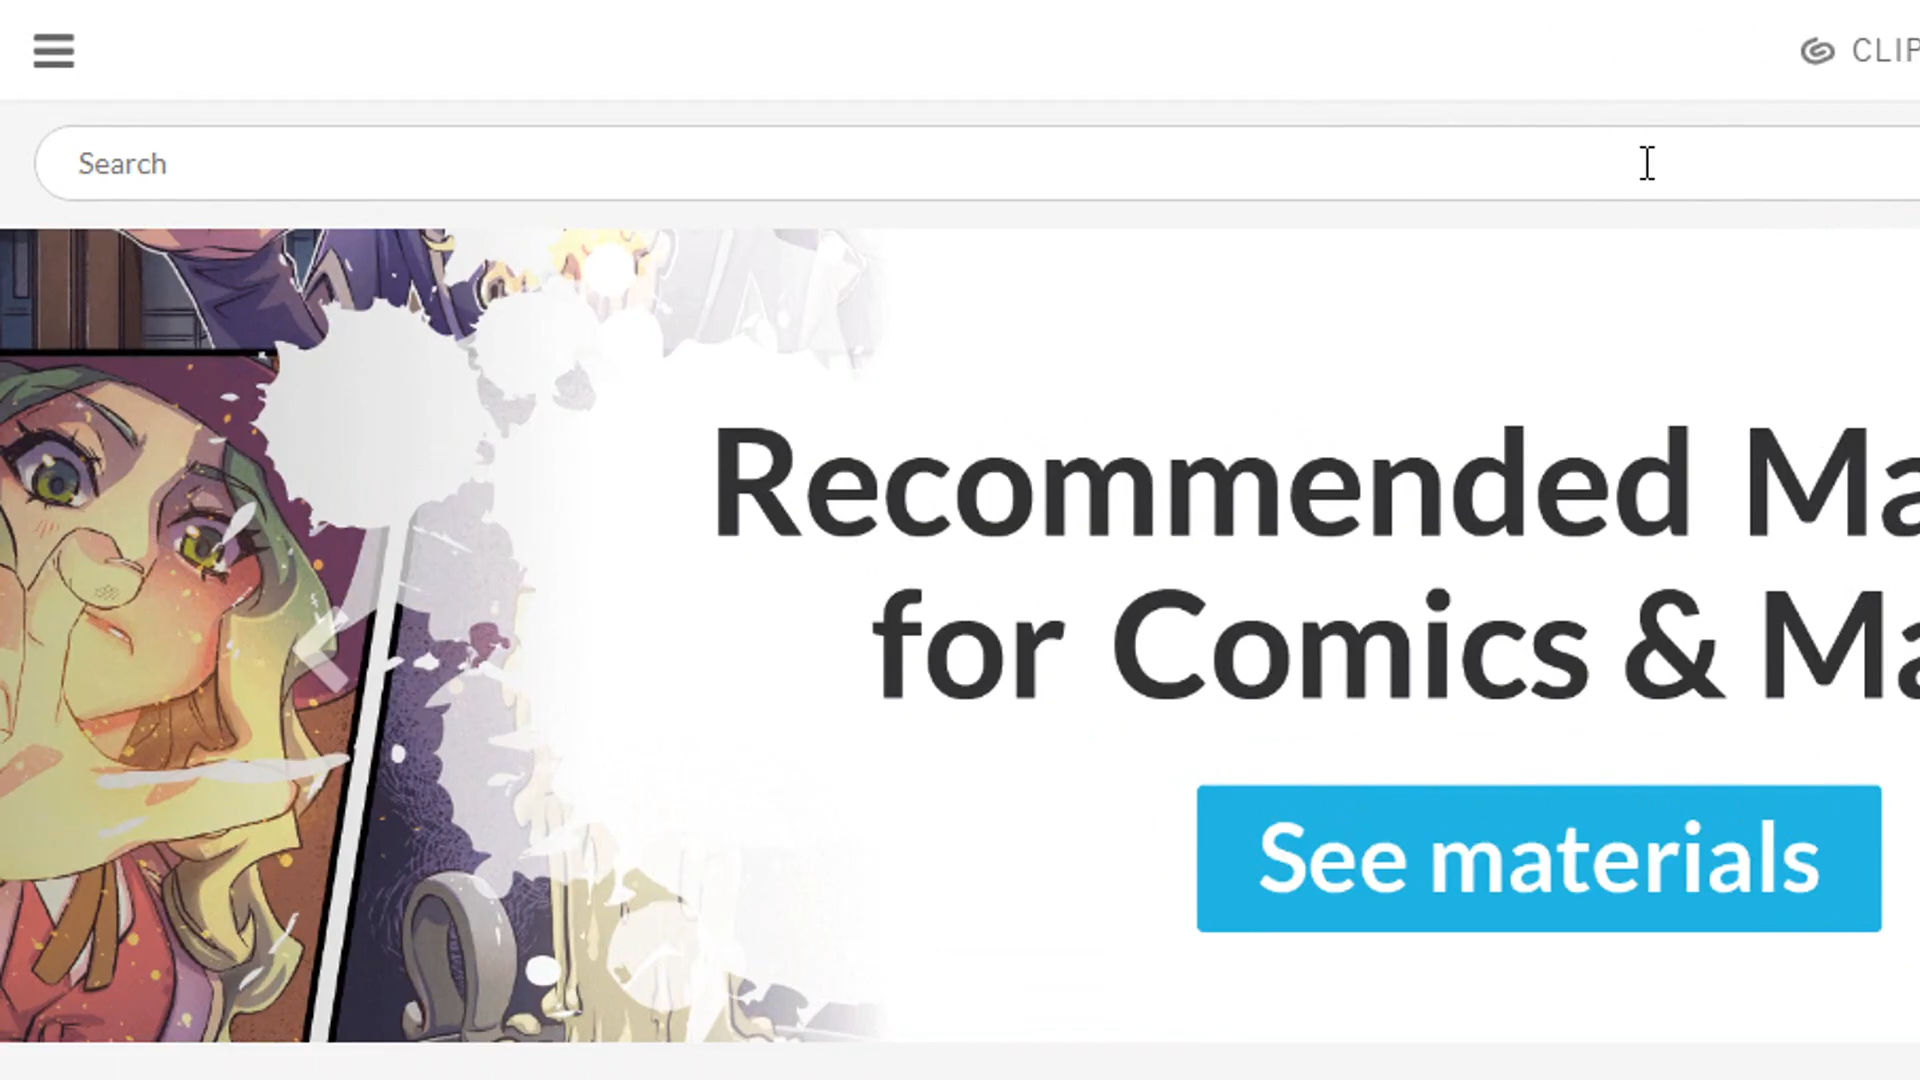 CLIP
Search
Recommended Ma
for Comics & Ma
See materials